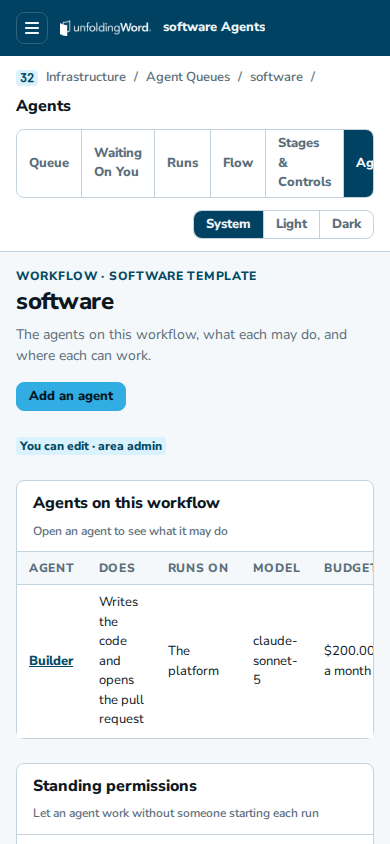 unfoldingWord. software Agents
32 Infrastructure / Agent Queues / software /
Agents
Queue
Waiting
On You
Runs
Flow
Stages
&
Controls
Ag
System Light Dark
WORKFLOW · SOFTWARE TEMPLATE
software
The agents on this workflow, what each may do, and
where each can work.
Add an agent
You can edit · area admin
Agents on this workflow
Open an agent to see what it may do
AGENT DOES RUNS ON MODEL BUDGET
Builder
Writes
the
code
and
opens
the pull
request
The
platform
claude-
sonnet-
5
$200.00
a month
Standing permissions
Let an agent work without someone starting each run